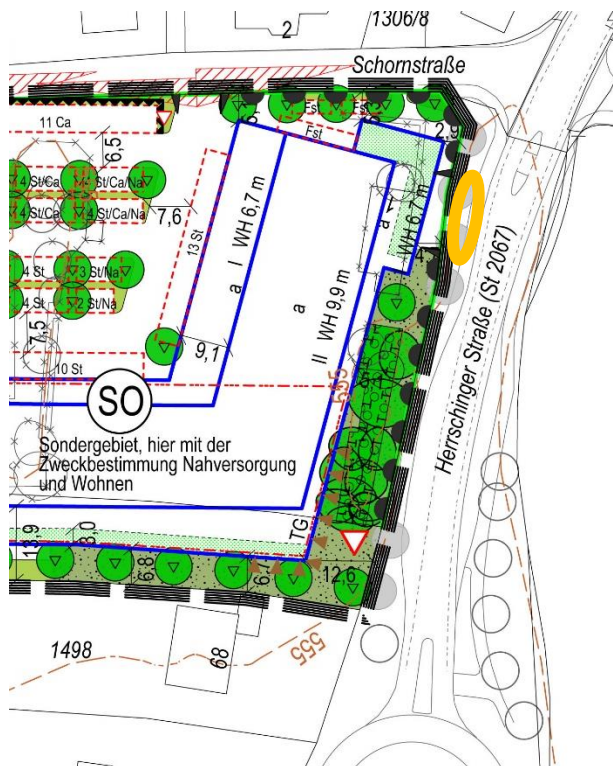 1306/8
2
Schornstraße
11 Ca
Fst
Fst
Fst
2,9
6,5
4 St/Ca
4 St/Ca/Na
4 St/Ca
4 St/Ca/Na
7,6
13 St
a I WH 6,7 m
a
WH 6,7 m
a
II WH 9,9 m
4 St
3 St/Na
4 St
2 St/Na
7,5
9,1
10 St
555
SO
Sondergebiet, hier mit der
Zweckbestimmung Nahversorgung
und Wohnen
Herrschinger Straße (St 2067)
TG
13,9
3,0
6,8
12,6
1498
68
555